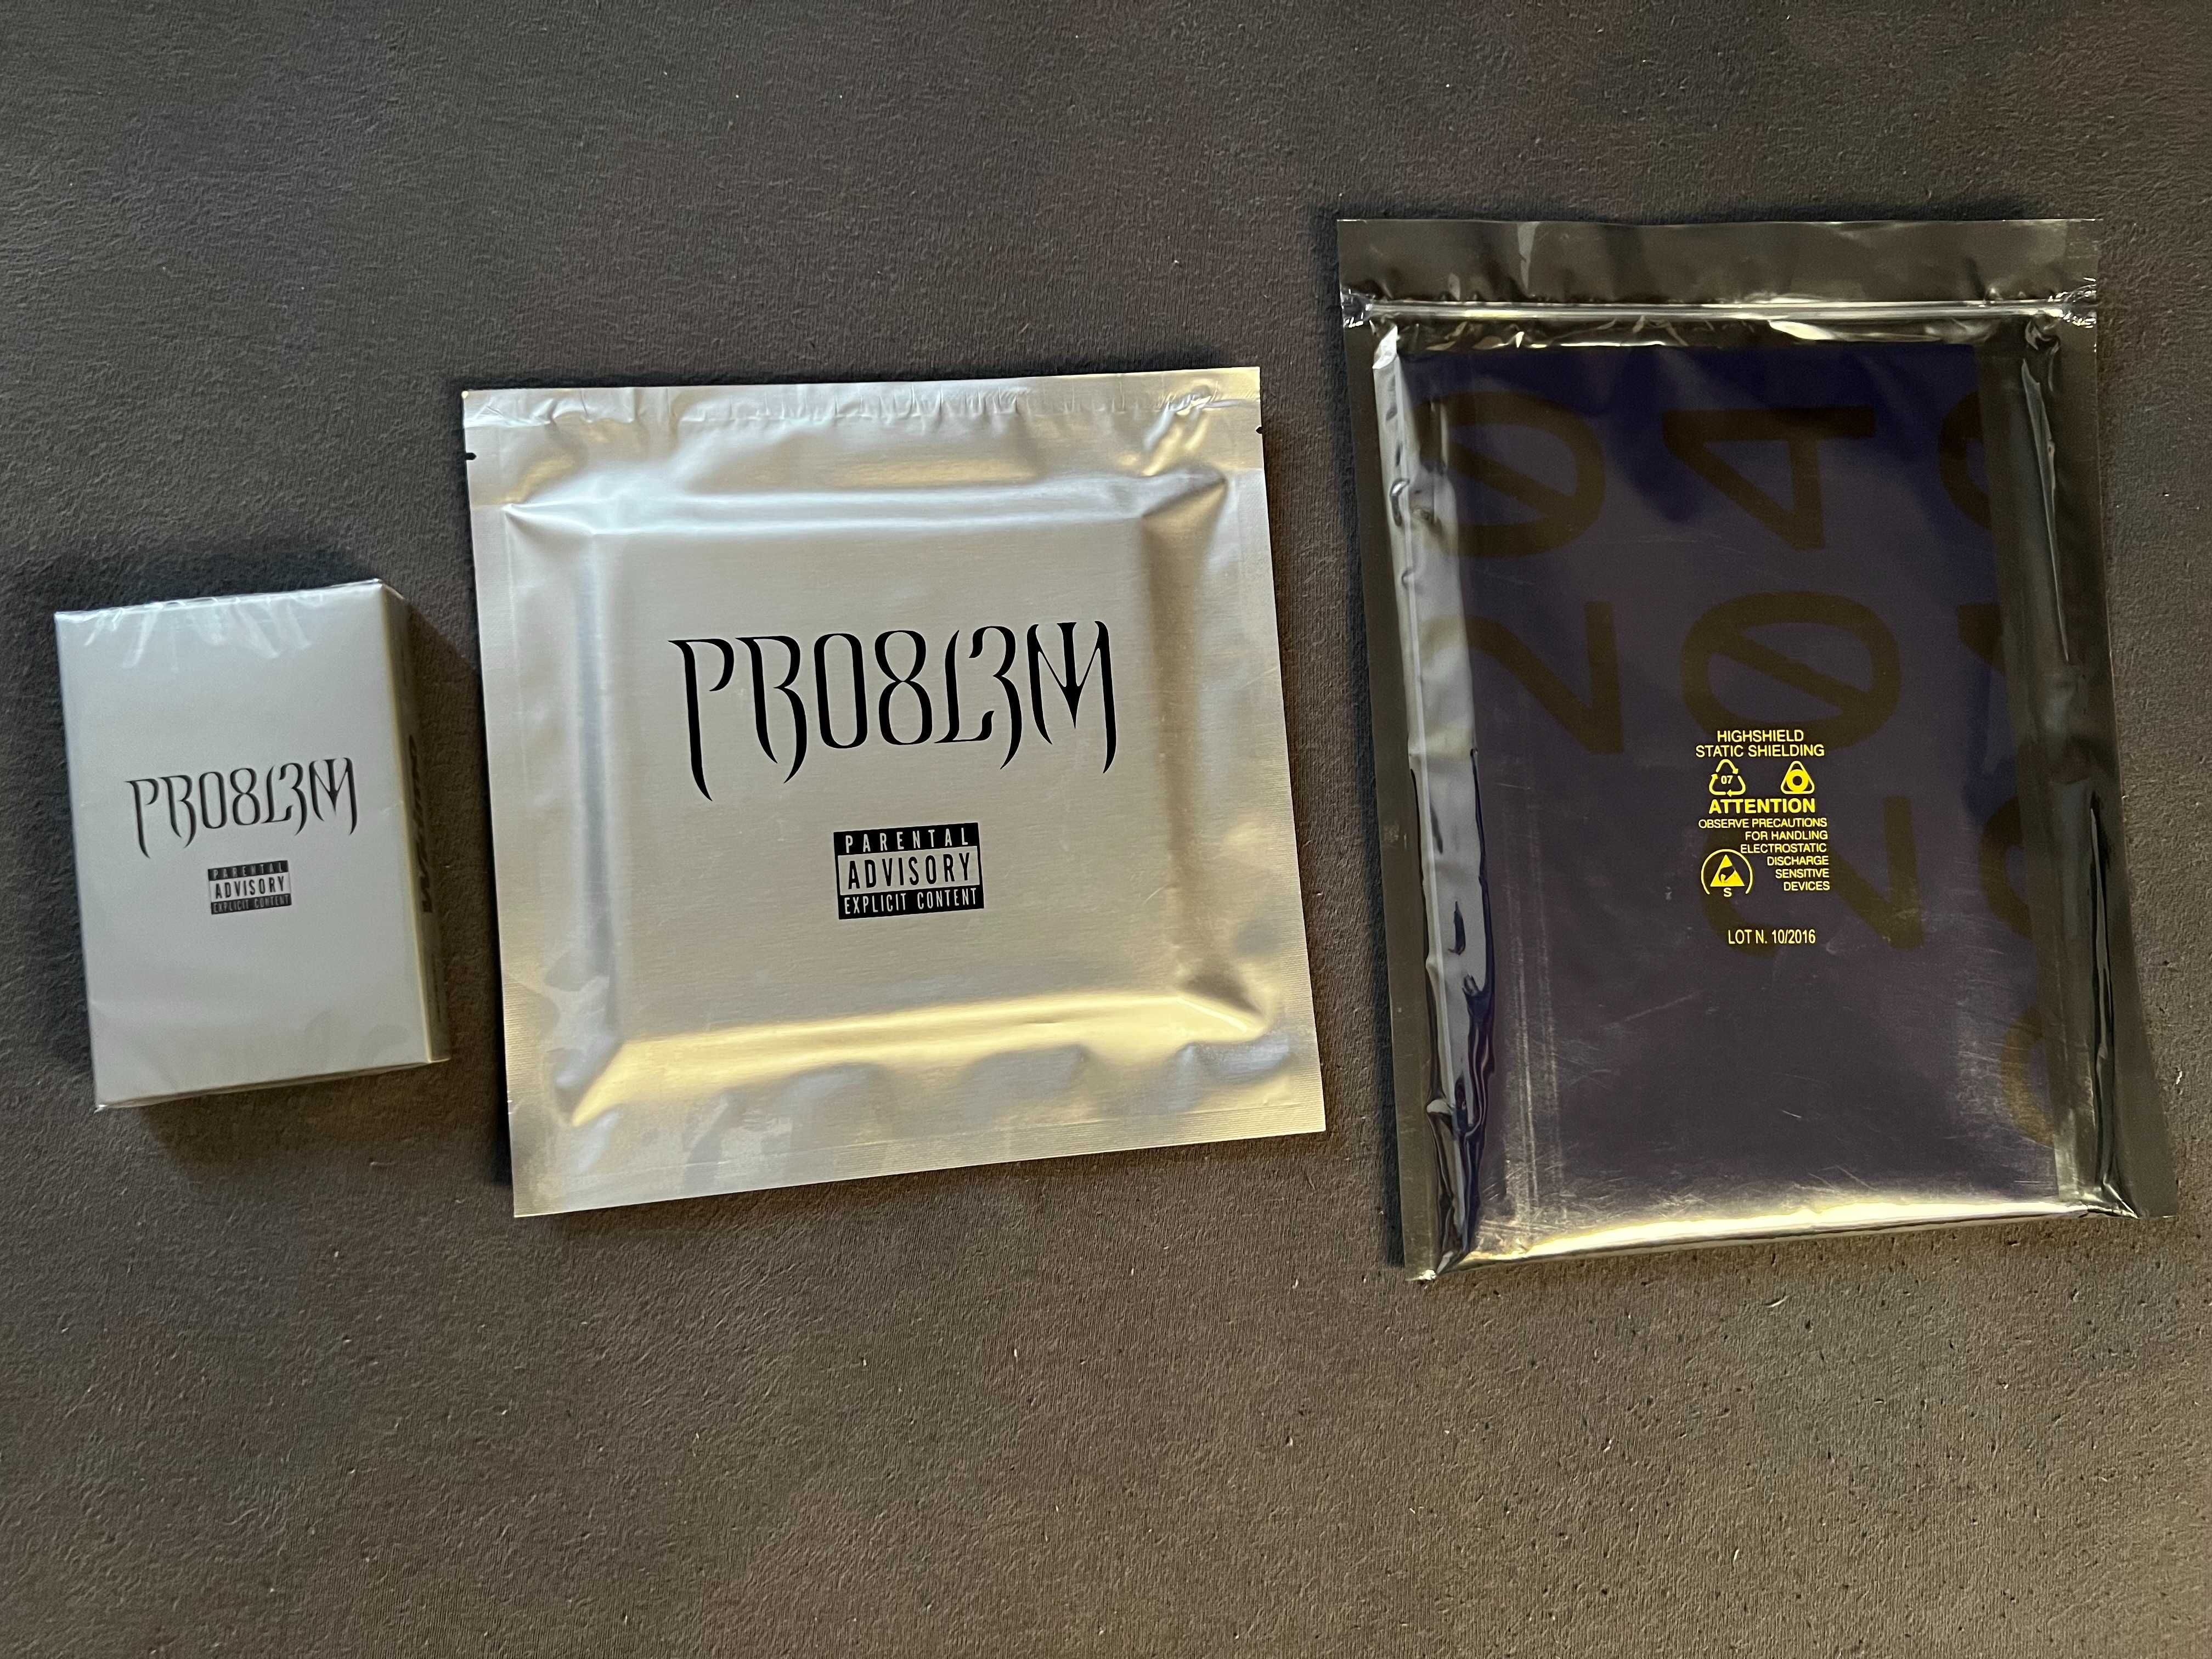 PRO8L3M
PARENTAL
ADVISORY
EXPLICIT CONTENT
PRO8L3M
PARENTAL
ADVISORY
EXPLICIT CONTENT
HIGHSHIELD
STATIC SHIELDING
07
ATTENTION
OBSERVE PRECAUTIONS
FOR HANDLING
ELECTROSTATIC
DISCHARGE
SENSITIVE
DEVICES
S
LOT N. 10/2016